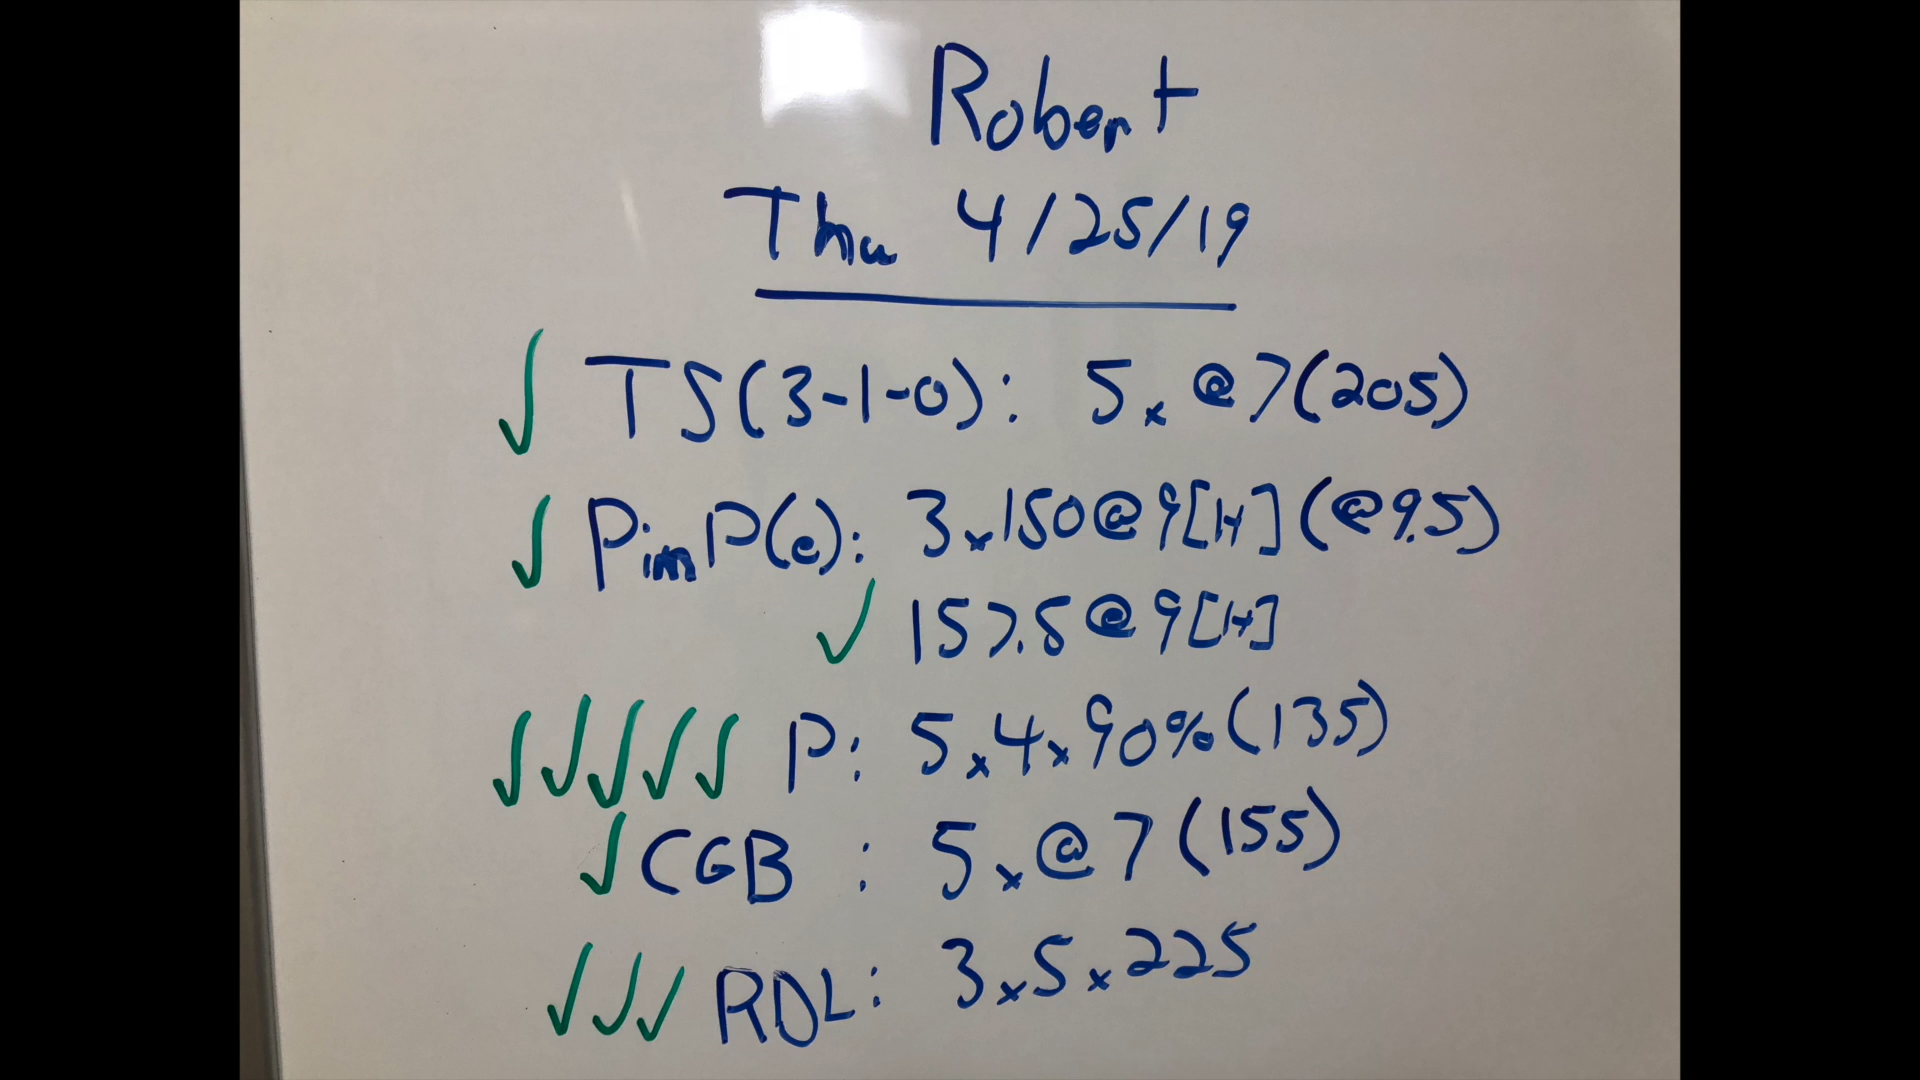 Robert
Thu 4/25/19
✓ TS(3-1-0): 5x@7(205)
✓ PimP(c): 3x150@9[H](@9.5)
✓ 157.5@9[H]
✓✓✓✓✓ P: 5x4x90%(135)
✓ CGB : 5x@7(155)
✓✓✓ RDL: 3x5x225